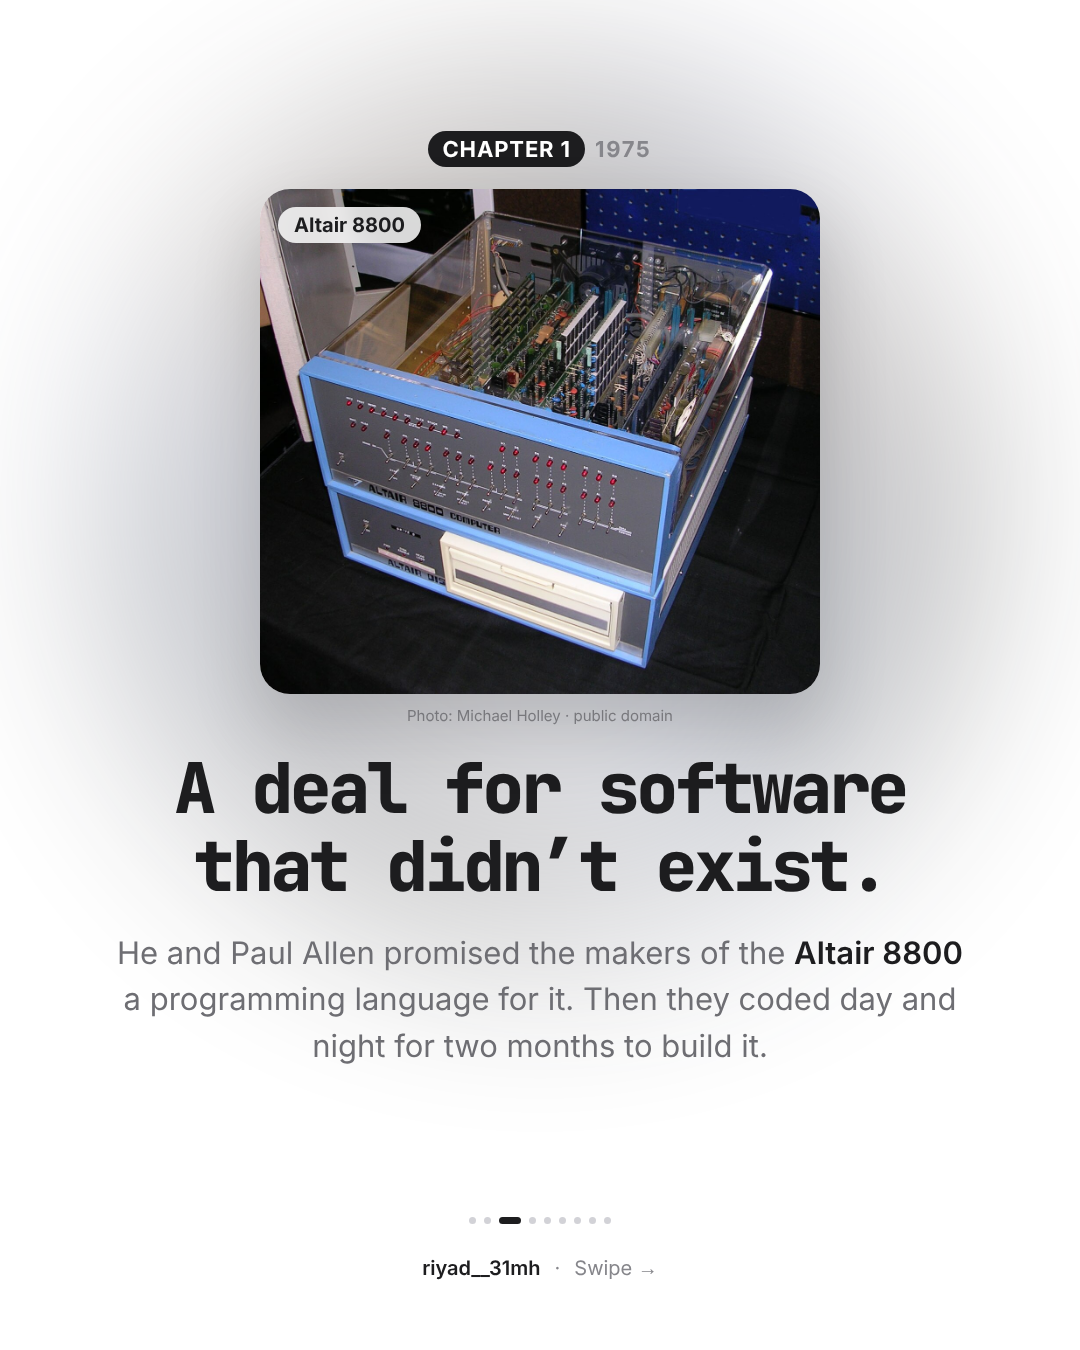 CHAPTER 1 1975
Altair 8800
ALTAIR 8800 COMPUTER
Photo: Michael Holley · public domain
A deal for software
that didn’t exist.
He and Paul Allen promised the makers of the Altair 8800
a programming language for it. Then they coded day and
night for two months to build it.
riyad__31mh · Swipe →